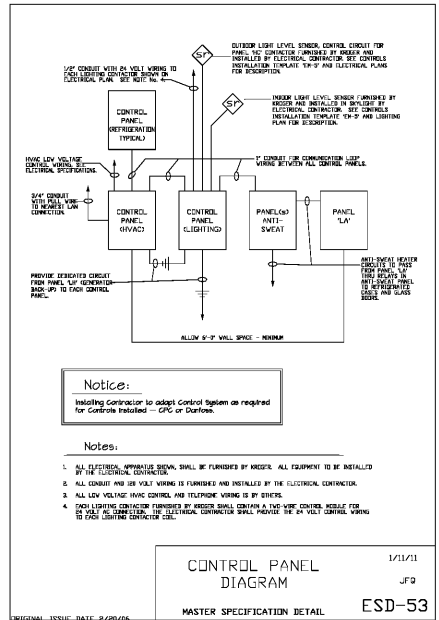 1/2" CONDUIT WITH 24 VOLT WIRING TO
EACH LIGHTING CONTACTOR SHOWN ON
ELECTRICAL PLAN. SEE NOTE No. 4.
sr
OUTDOOR LIGHT LEVEL SENSOR, CONTROL CIRCUIT FOR
PANEL 'HC' CONTACTOR FURNISHED BY KROGER AND
INSTALLED BY ELECTRICAL CONTRACTOR. SEE CONTROLS
INSTALLATION TEMPLATE 'EM-5' AND ELECTRICAL PLANS
FOR DESCRIPTION.
sr
INDOOR LIGHT LEVEL SENSOR FURNISHED BY
KROGER AND INSTALLED IN SKYLIGHT BY
ELECTRICAL CONTRACTOR. SEE CONTROLS
INSTALLATION TEMPLATE 'EM-5' AND LIGHTING
PLAN FOR DESCRIPTION.
CONTROL
PANEL
(REFRIGERATION
TYPICAL)
HVAC LOW VOLTAGE
CONTROL WIRING. SEE
ELECTRICAL SPECIFICATIONS.
1" CONDUIT FOR COMMUNICATION LOOP
WIRING BETWEEN ALL CONTROL PANELS.
3/4" CONDUIT
WITH PULL WIRE
TO NEAREST LAN
CONNECTION.
CONTROL
PANEL
(HVAC)
CONTROL
PANEL
(LIGHTING)
PANEL(s)
ANTI-
SWEAT
PANEL
'LA'
PROVIDE DEDICATED CIRCUIT
FROM PANEL 'LH' (GENERATOR
BACK-UP) TO EACH CONTROL
PANEL.
ANTI-SWEAT HEATER
CIRCUITS TO PASS
FROM PANEL 'LA'
THRU RELAYS IN
ANTI-SWEAT PANEL
TO REFRIGERATED
CASES AND GLASS
DOORS.
ALLOW 6'-0" WALL SPACE - MINIMUM
Notice:
Installing Contractor to adapt Control System as required
for Controls Installed — CPC or Danfoss.
Notes:
1. ALL ELECTRICAL APPARATUS SHOWN, SHALL BE FURNISHED BY KROGER. ALL EQUIPMENT TO BE INSTALLED
BY THE ELECTRICAL CONTRACTOR.
2. ALL CONDUIT AND 120 VOLT WIRING IS FURNISHED AND INSTALLED BY THE ELECTRICAL CONTRACTOR.
3. ALL LOW VOLTAGE HVAC CONTROL AND TELEPHONE WIRING IS BY OTHERS.
4. EACH LIGHTING CONTACTOR FURNISHED BY KROGER SHALL CONTAIN A TWO-WIRE CONTROL MODULE FOR
24 VOLT AC CONNECTION. THE ELECTRICAL CONTRACTOR SHALL PROVIDE THE 24 VOLT CONTROL WIRING
TO EACH LIGHTING CONTACTOR COIL.
CONTROL PANEL
DIAGRAM
1/11/11
JFQ
MASTER SPECIFICATION DETAIL
ESD-53
ORIGINAL ISSUE DATE 2/20/06